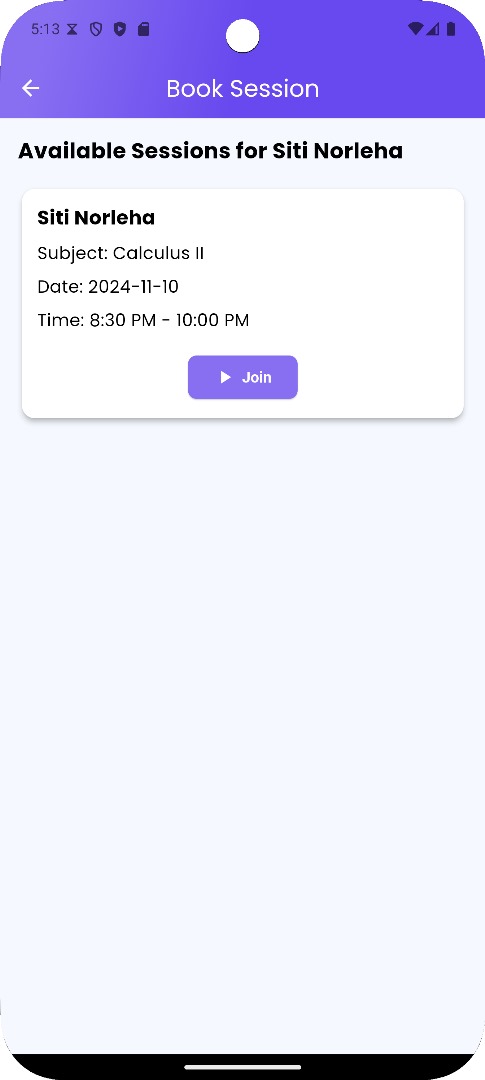 5:13
Book Session
Available Sessions for Siti Norleha
Siti Norleha
Subject: Calculus II
Date: 2024-11-10
Time: 8:30 PM - 10:00 PM
Join